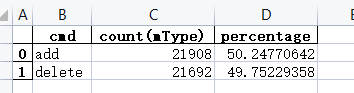 A B C D
cmd count(mType) percentage
0 add 21908 50.24770642
1 delete 21692 49.75229358